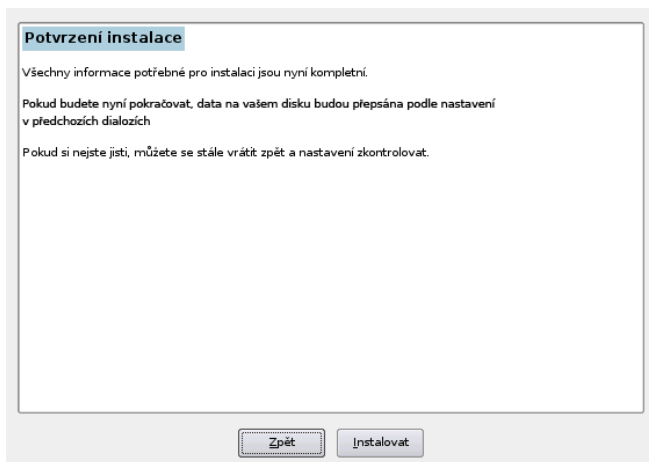 Potvrzení instalace
Všechny informace potřebné pro instalaci jsou nyní kompletní.
Pokud budete nyní pokračovat, data na vašem disku budou přepsána podle nastavení
v předchozích dialozích
Pokud si nejste jisti, můžete se stále vrátit zpět a nastavení zkontrolovat.
Zpět
Instalovat